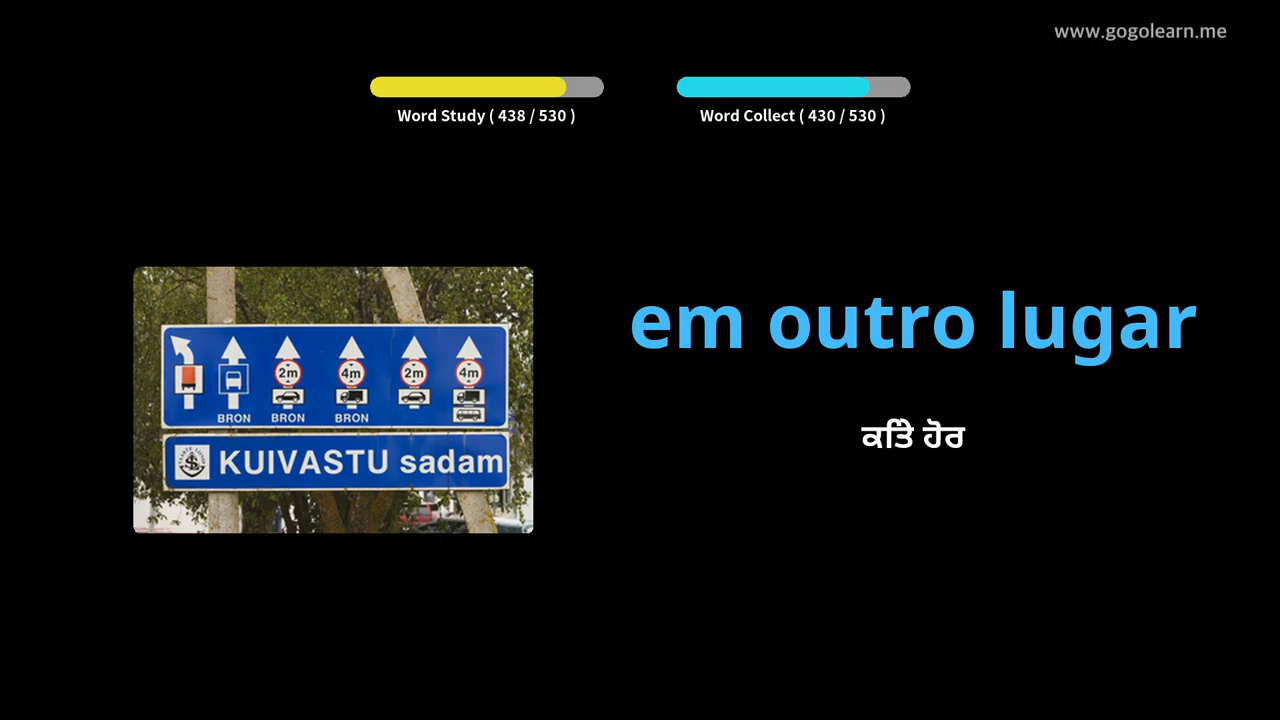 www.gogolearn.me
Word Study ( 438 / 530 )
Word Collect ( 430 / 530 )
em outro lugar
ਕਿਤੇ ਹੋਰ
2m 4m 2m 4m
BRON BRON BRON
KUIVASTU sadam